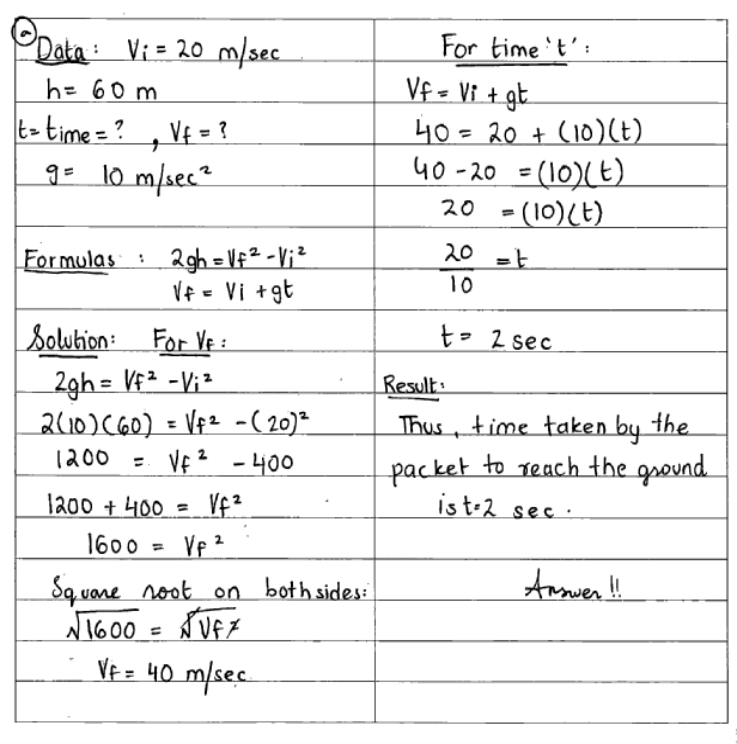 (a)
Data : Vi = 20 m/sec
h = 60 m
t = time = ? , Vf = ?
g = 10 m/sec²
Formulas : 2gh = Vf² - Vi²
Vf = Vi + gt
Solution: For Vf :
2gh = Vf² - Vi²
2(10)(60) = Vf² - (20)²
1200 = Vf² - 400
1200 + 400 = Vf²
1600 = Vf²
Square root on both sides:
√1600 = √Vf²
Vf = 40 m/sec
For time 't' :
Vf = Vi + gt
40 = 20 + (10)(t)
40 - 20 = (10)(t)
20 = (10)(t)
20
— = t
10
t = 2 sec
Result:
Thus, time taken by the
packet to reach the ground
is t=2 sec.
Answer !!